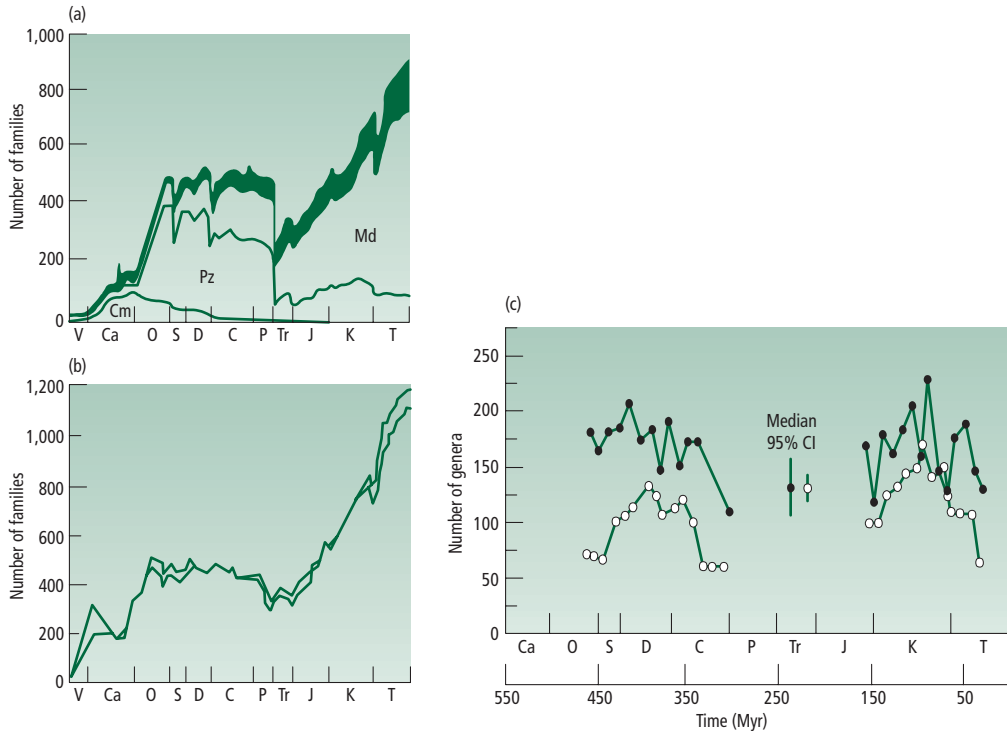 (a)
1,000
800
600
400
200
0
Number of families
Cm
Pz
Md
V Ca O S D C P Tr J K T
(b)
1,200
1,000
800
600
400
200
0
Number of families
V Ca O S D C P Tr J K T
(c)
250
200
150
100
50
0
Number of genera
Median
95% CI
Ca O S D C P Tr J K T
550 450 350 250 150 50
Time (Myr)